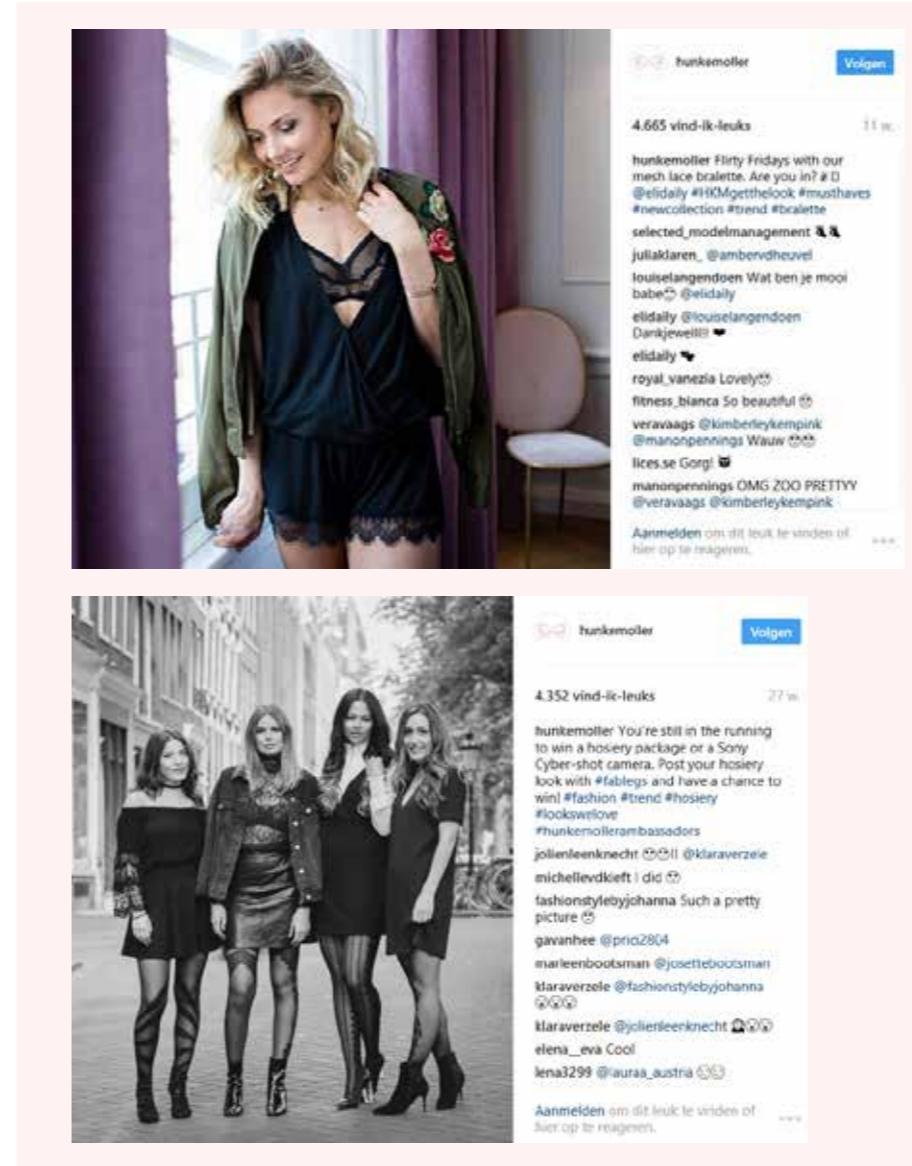 hunkemoller
Volgen
4.665 vind-ik-leuks 11 w.
hunkemoller Flirty Fridays with our
mesh lace bralette. Are you in?
@elidaily #HKMgetthelook #musthaves
#newcollection #trend #bralette
selected_modelmanagement
juliaklaren_ @ambervdheuvel
louiselangendoen Wat ben je mooi
babe @elidaily
elidaily @louiselangendoen
elidaily
royal_vanezia Lovely
fitness_bianca So beautiful
veravaags @kimberleykempink
@manonpennings Wauw
lices.se Gorg!
manonpennings OMG ZOO PRETTYY
@veravaags @kimberleykempink
Aanmelden om dit leuk te vinden of
hier op te reageren.
hunkemoller
Volgen
4.352 vind-ik-leuks 27 w.
hunkemoller You're still in the running
to win a hosiery package or a Sony
Cyber-shot camera. Post your hosiery
look with #fablegs and have a chance to
win! #fashion #trend #hosiery
#lookswelove
#hunkemollerambassadors
jolienleenknecht @klaraverzele
michellevdkieft I did
fashionstylebyjohanna Such a pretty
picture
gavanhee @prici2804
marleenbootsman @josettebootsman
klaraverzele @fashionstylebyjohanna
klaraverzele @jolienleenknecht
elena__eva Cool
lena3299 @lauraa_austria
Aanmelden om dit leuk te vinden of
hier op te reageren.